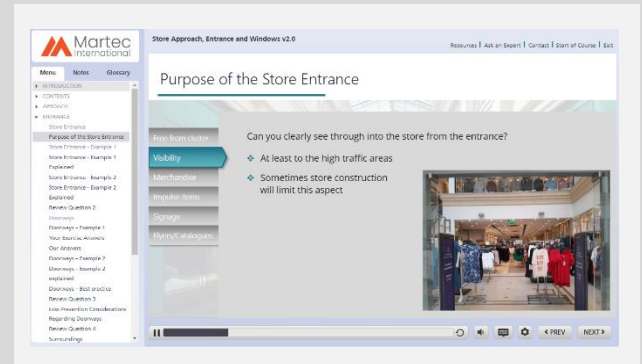 Martec
International
Store Approach, Entrance and Windows v2.0
Resources | Ask an Expert | Contact | Start of Course | Exit
Menu Notes Glossary
INTRODUCTION
CONTENTS
APPROACH
ENTRANCE
Store Entrance
Purpose of the Store Entrance
Store Entrance - Example 1
Store Entrance - Example 1
Explained
Store Entrance - Example 2
Store Entrance - Example 2
Explained
Review Question 2
Doorways
Doorways - Example 1
Your Exercise Answers
Our Answers
Doorways - Example 2
Doorways - Example 2
explained
Doorways - Best practice
Review Question 3
Loss Prevention Considerations
Regarding Doorways
Review Question 4
Surroundings
Purpose of the Store Entrance
Free from clutter
Visibility
Merchandise
Impulse Items
Signage
Flyers/Catalogues
Can you clearly see through into the store from the entrance?
At least to the high traffic areas
Sometimes store construction
will limit this aspect
PREV
NEXT